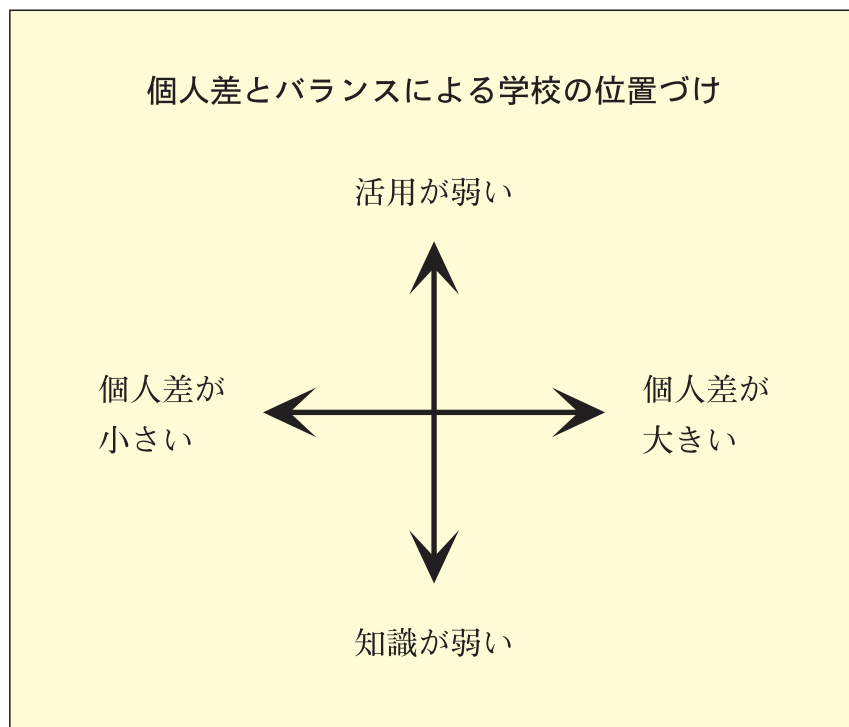 個人差とバランスによる学校の位置づけ
活用が弱い
個人差が
小さい
個人差が
大きい
知識が弱い